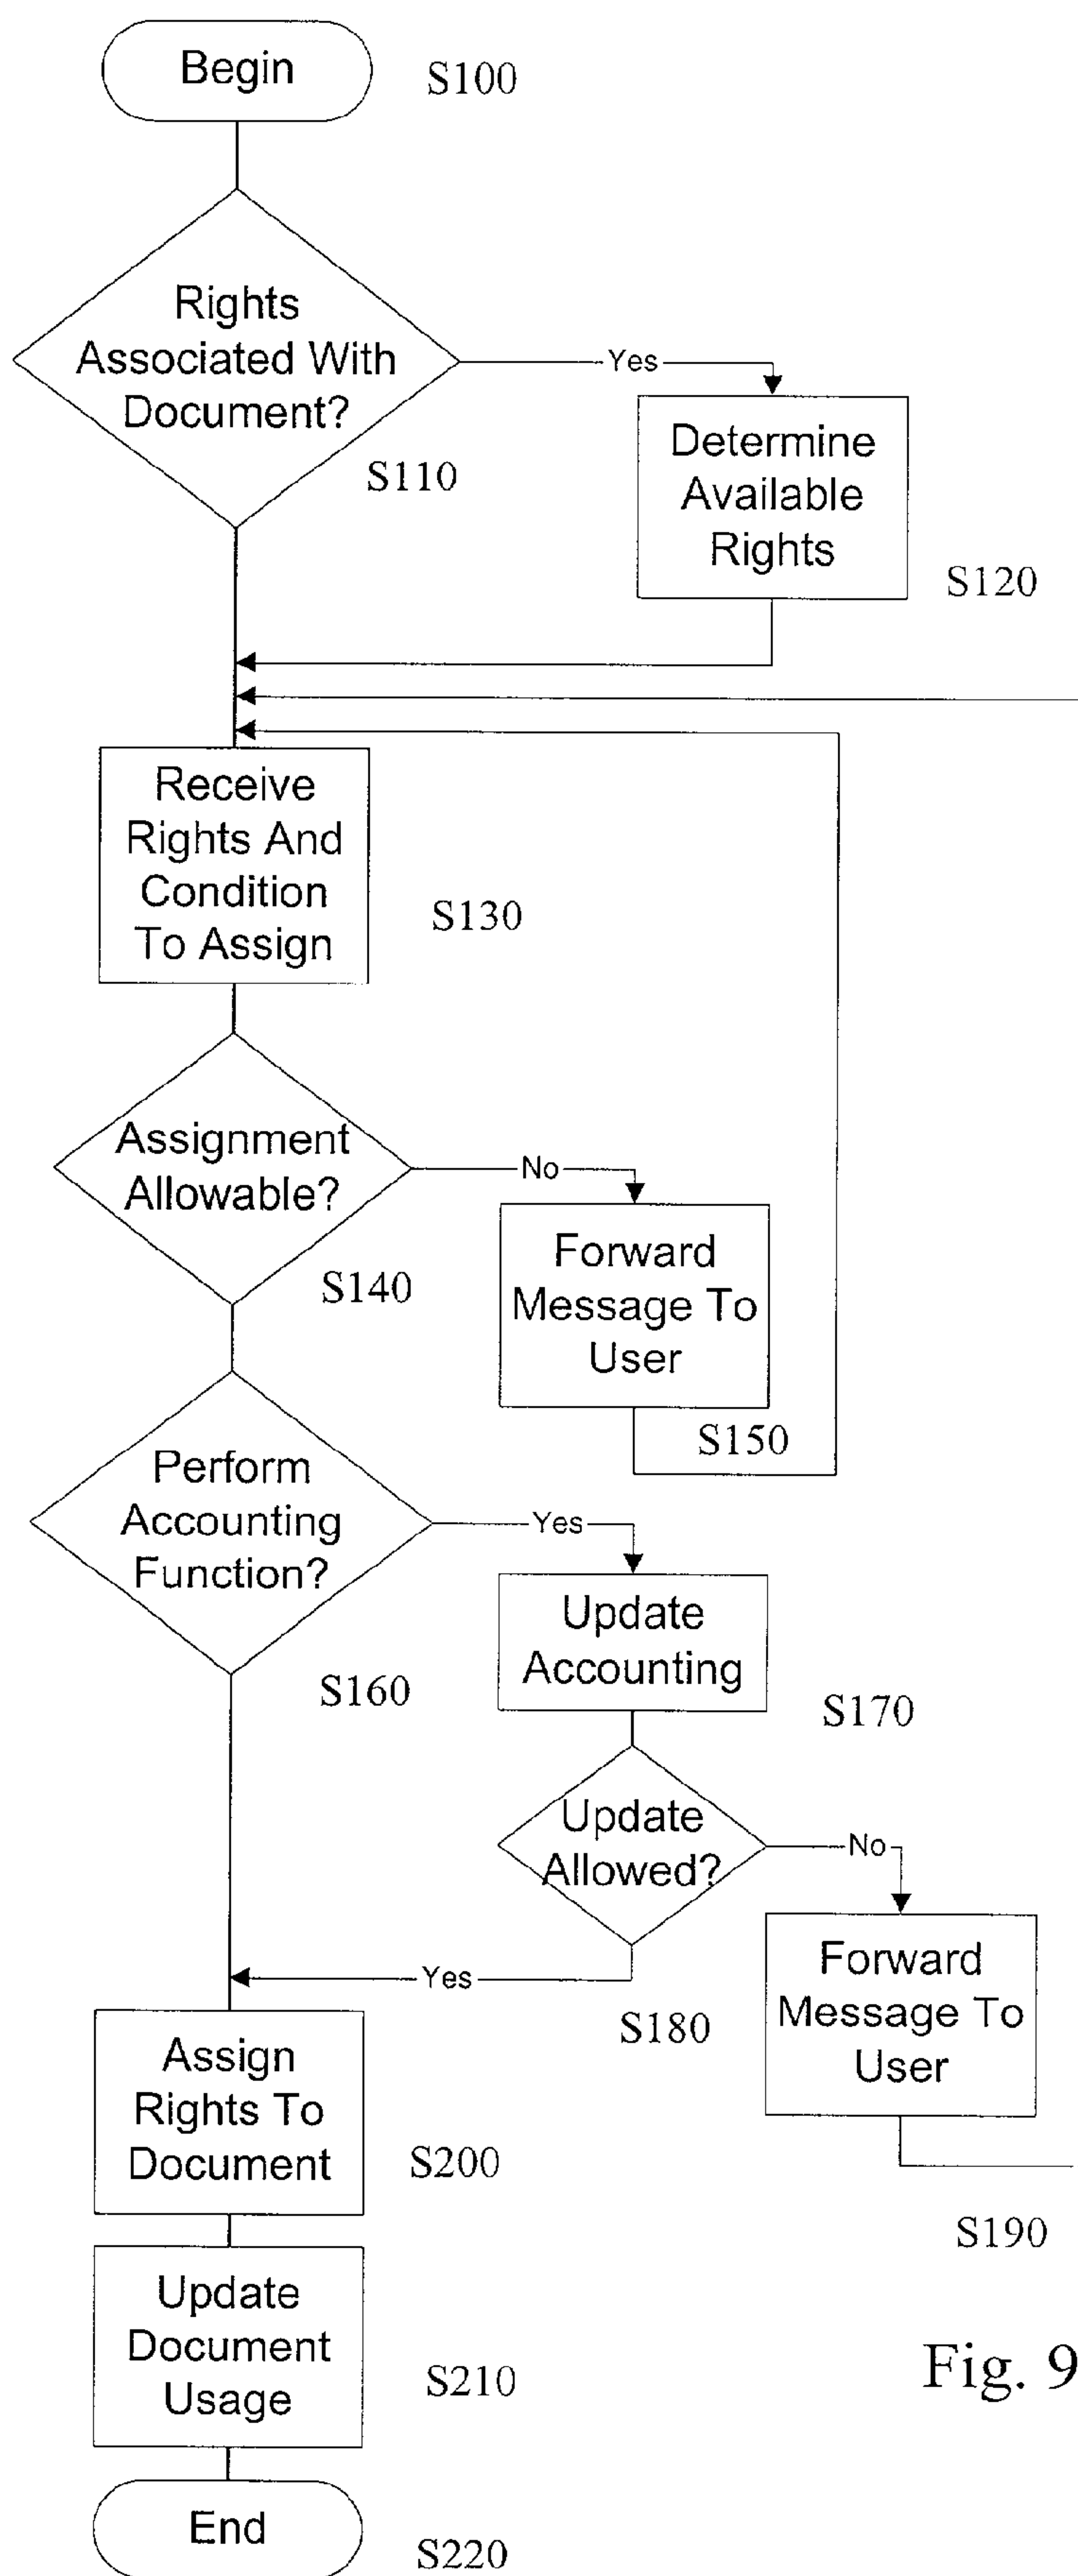 Begin
S100
Rights
Associated With
Document?
S110
Yes
Determine
Available
Rights
S120
Receive
Rights And
Condition
To Assign
S130
Assignment
Allowable?
S140
No
Forward
Message To
User
S150
Perform
Accounting
Function?
S160
Yes
Update
Accounting
S170
Update
Allowed?
S180
No
Forward
Message To
User
S190
Yes
Assign
Rights To
Document
S200
Update
Document
Usage
S210
End
S220
Fig. 9